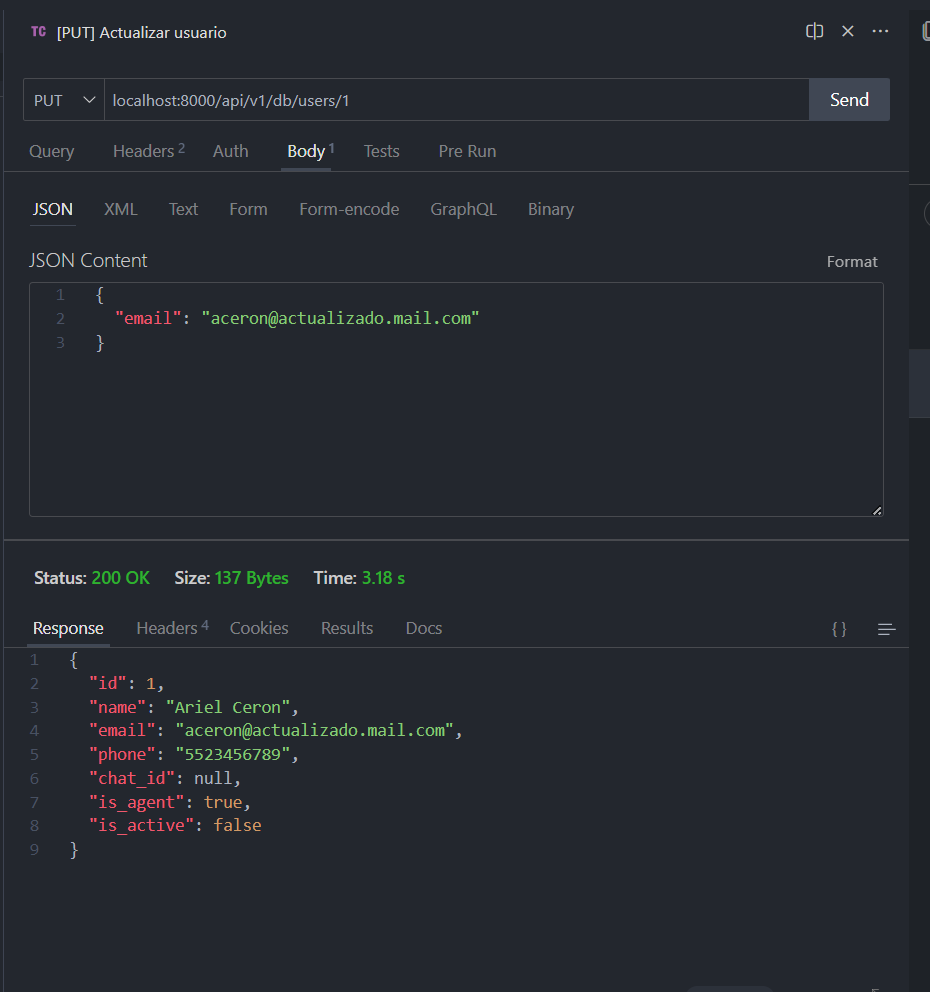 TC [PUT] Actualizar usuario
PUT localhost:8000/api/v1/db/users/1 Send
Query Headers 2 Auth Body 1 Tests Pre Run
JSON XML Text Form Form-encode GraphQL Binary
JSON Content Format
1 {
2 "email": "aceron@actualizado.mail.com"
3 }
Status: 200 OK Size: 137 Bytes Time: 3.18 s
Response Headers 4 Cookies Results Docs {}
1 {
2 "id": 1,
3 "name": "Ariel Ceron",
4 "email": "aceron@actualizado.mail.com",
5 "phone": "5523456789",
6 "chat_id": null,
7 "is_agent": true,
8 "is_active": false
9 }